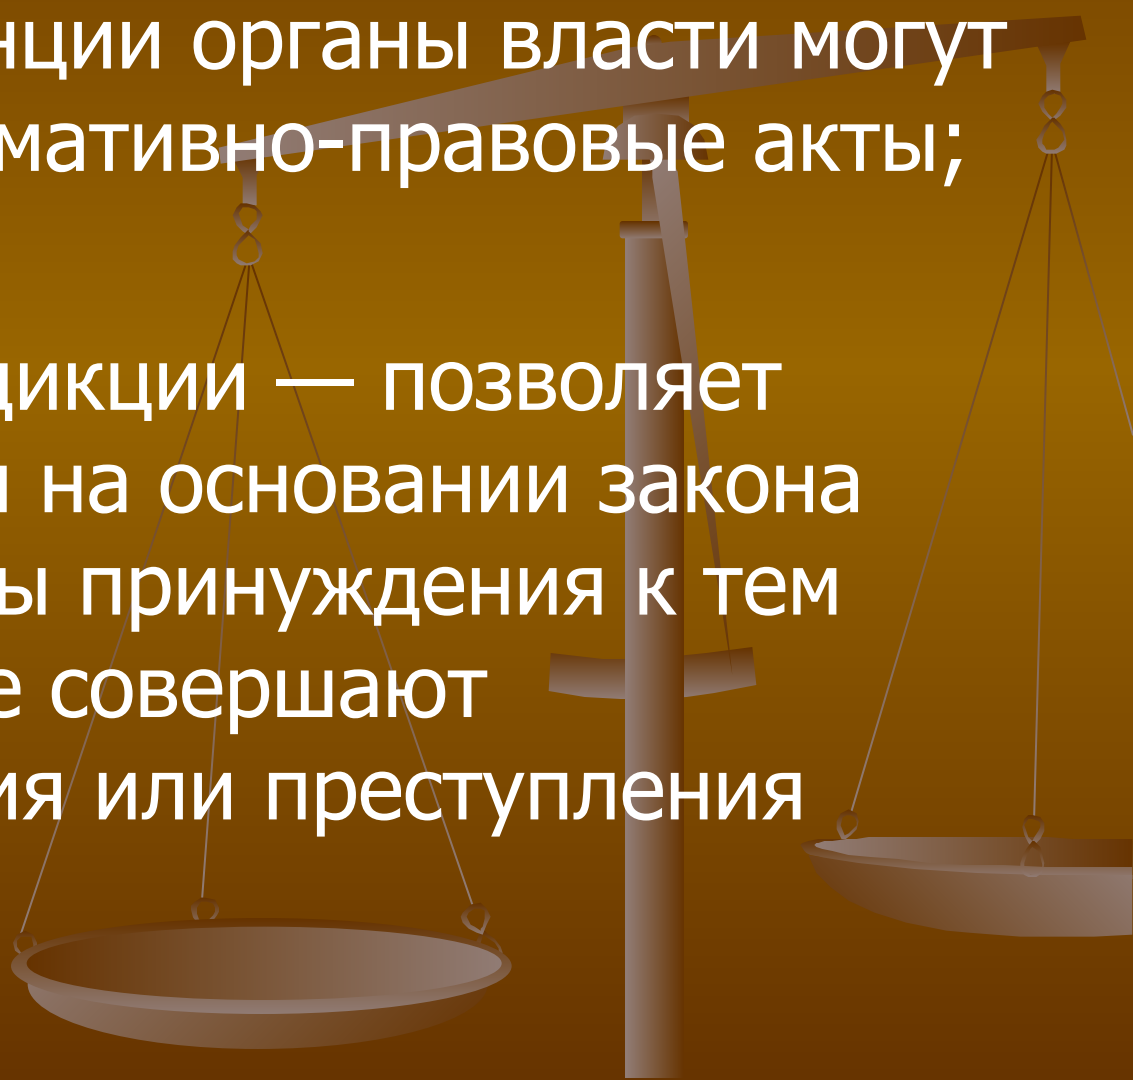 нции органы власти могут
мативно-правовые акты;
дикции — позволяет
и на основании закона
ы принуждения к тем
е совершают
ия или преступления